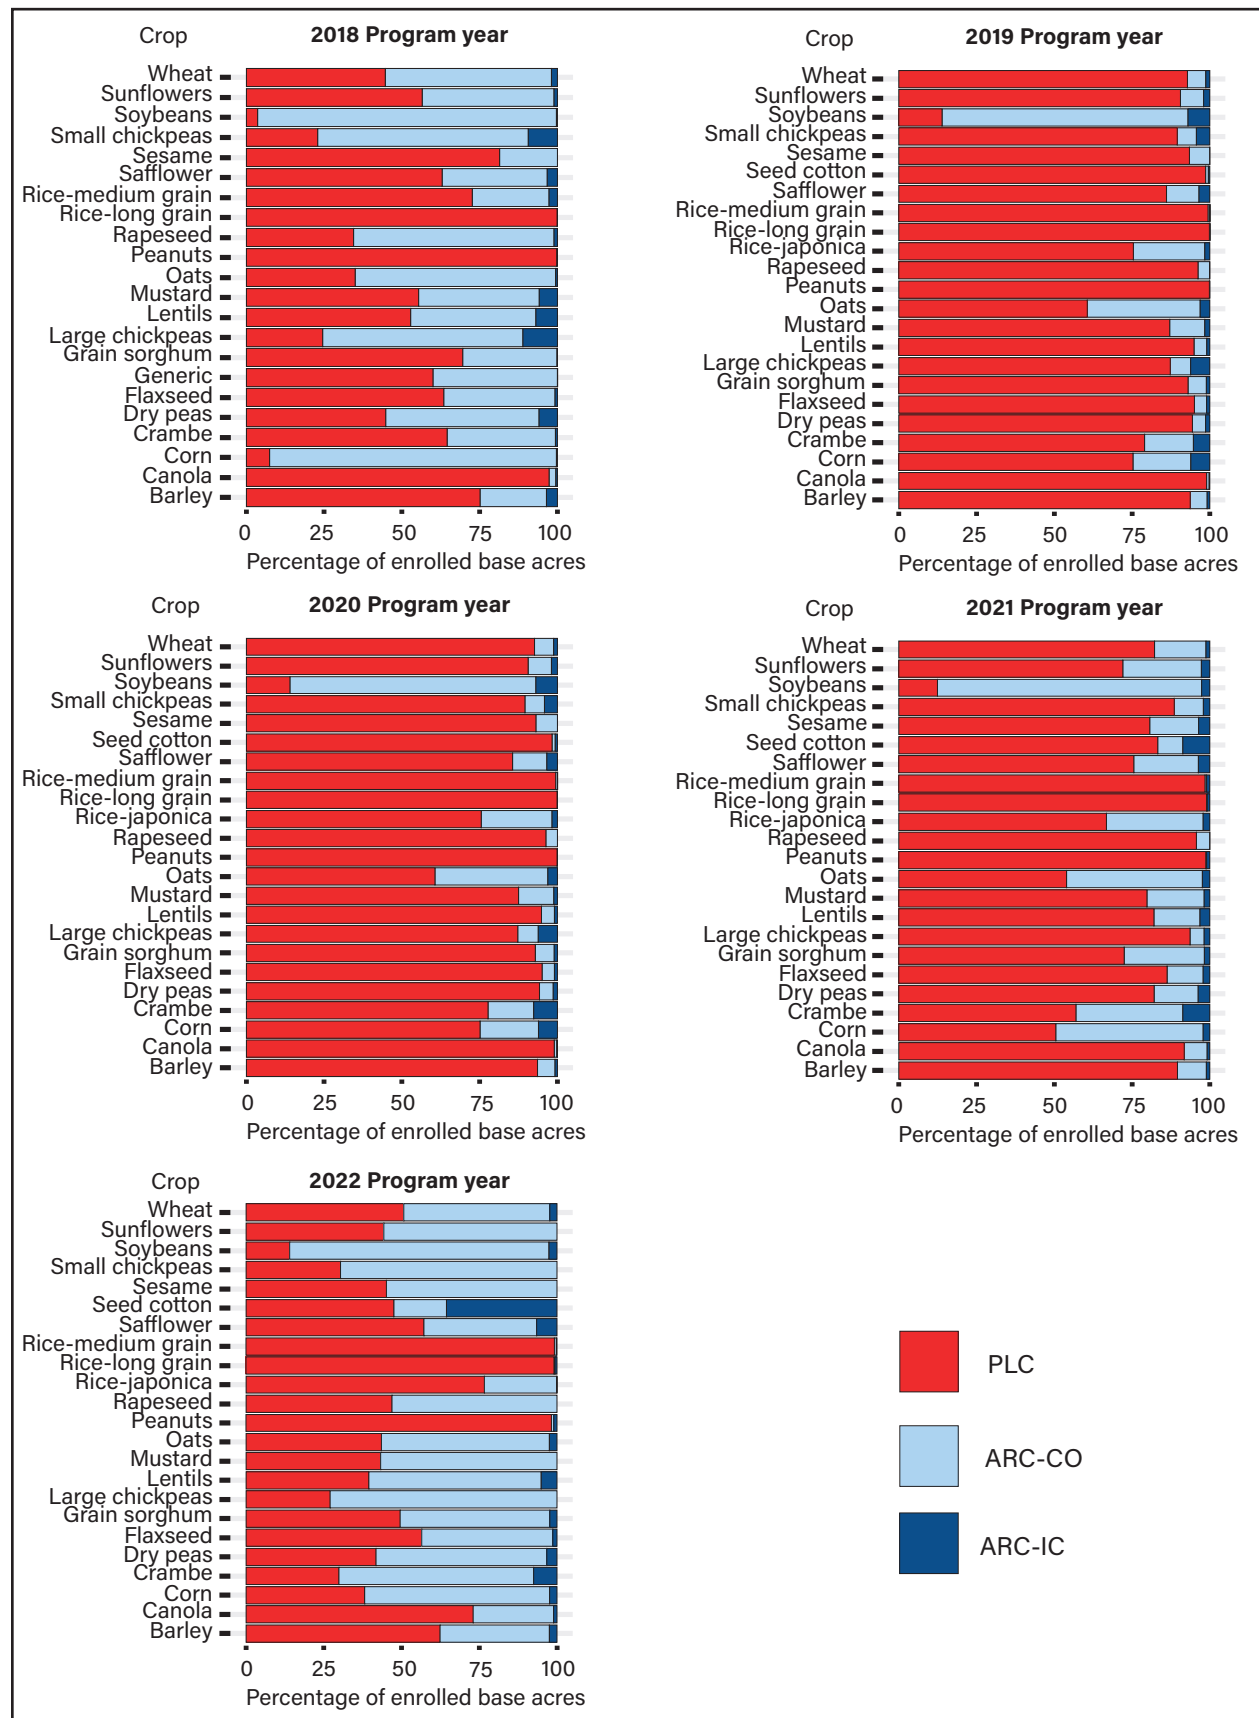 Crop 2018 Program year
Wheat
Sunflowers
Soybeans
Small chickpeas
Sesame
Safflower
Rice-medium grain
Rice-long grain
Rapeseed
Peanuts
Oats
Mustard
Lentils
Large chickpeas
Grain sorghum
Generic
Flaxseed
Dry peas
Crambe
Corn
Canola
Barley
0 25 50 75 100
Percentage of enrolled base acres
Crop 2019 Program year
Wheat
Sunflowers
Soybeans
Small chickpeas
Sesame
Seed cotton
Safflower
Rice-medium grain
Rice-long grain
Rice-japonica
Rapeseed
Peanuts
Oats
Mustard
Lentils
Large chickpeas
Grain sorghum
Flaxseed
Dry peas
Crambe
Corn
Canola
Barley
0 25 50 75 100
Percentage of enrolled base acres
Crop 2020 Program year
Wheat
Sunflowers
Soybeans
Small chickpeas
Sesame
Seed cotton
Safflower
Rice-medium grain
Rice-long grain
Rice-japonica
Rapeseed
Peanuts
Oats
Mustard
Lentils
Large chickpeas
Grain sorghum
Flaxseed
Dry peas
Crambe
Corn
Canola
Barley
0 25 50 75 100
Percentage of enrolled base acres
Crop 2021 Program year
Wheat
Sunflowers
Soybeans
Small chickpeas
Sesame
Seed cotton
Safflower
Rice-medium grain
Rice-long grain
Rice-japonica
Rapeseed
Peanuts
Oats
Mustard
Lentils
Large chickpeas
Grain sorghum
Flaxseed
Dry peas
Crambe
Corn
Canola
Barley
0 25 50 75 100
Percentage of enrolled base acres
Crop 2022 Program year
Wheat
Sunflowers
Soybeans
Small chickpeas
Sesame
Seed cotton
Safflower
Rice-medium grain
Rice-long grain
Rice-japonica
Rapeseed
Peanuts
Oats
Mustard
Lentils
Large chickpeas
Grain sorghum
Flaxseed
Dry peas
Crambe
Corn
Canola
Barley
0 25 50 75 100
Percentage of enrolled base acres
PLC
ARC-CO
ARC-IC